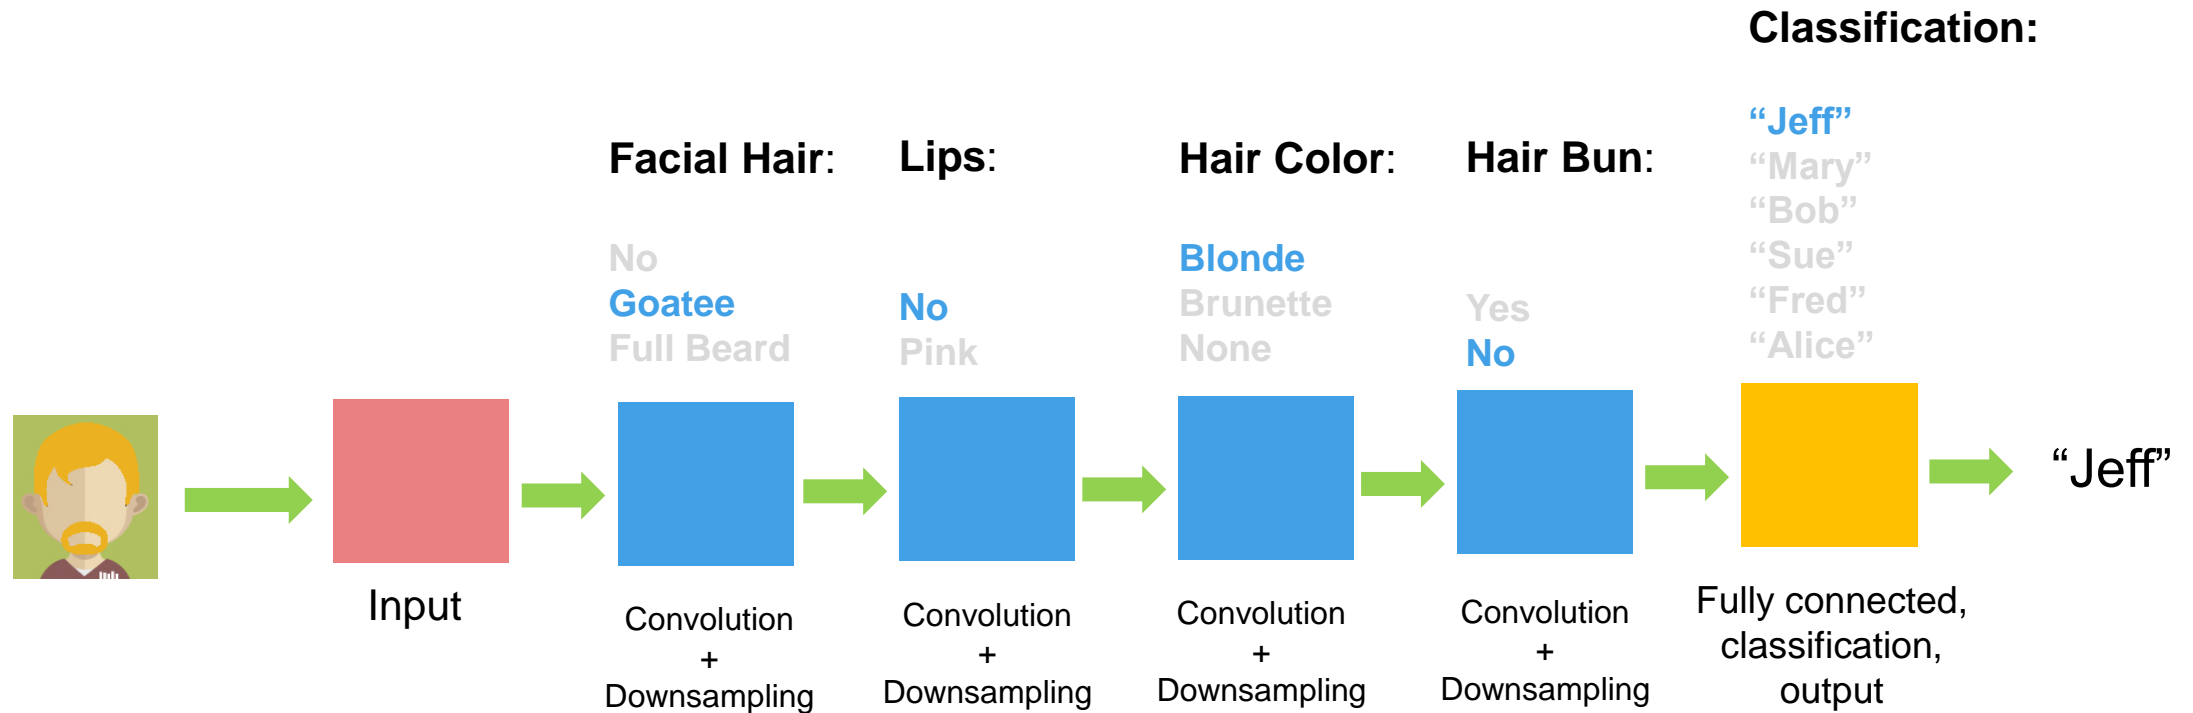 Classification:
“Jeff”
“Mary”
“Bob”
“Sue”
“Fred”
“Alice”
Facial Hair:
No
Goatee
Full Beard
Lips:
No
Pink
Hair Color:
Blonde
Brunette
None
Hair Bun:
Yes
No
“Jeff”
Input
Convolution
+
Downsampling
Convolution
+
Downsampling
Convolution
+
Downsampling
Convolution
+
Downsampling
Fully connected,
classification,
output